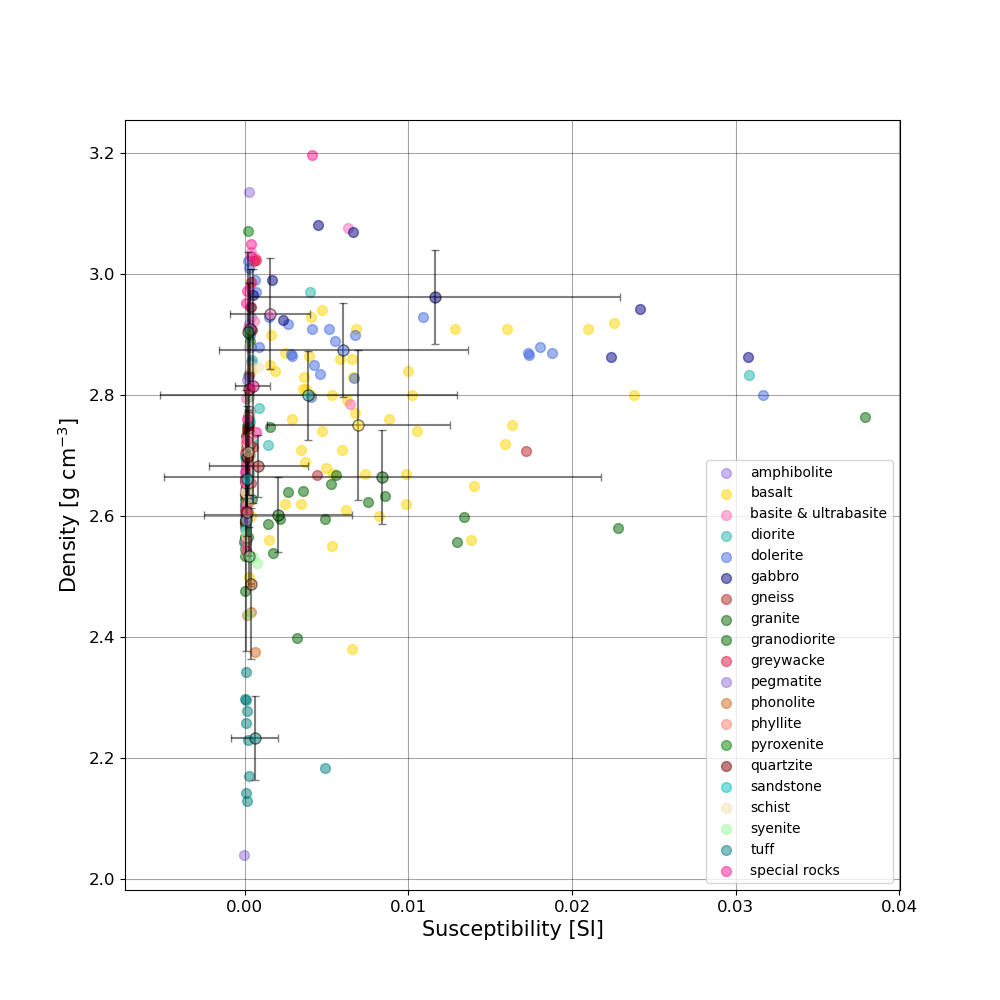 3.2
3.0
2.8
2.6
2.4
2.2
2.0
Density [g cm⁻³]
0.00 0.01 0.02 0.03 0.04
Susceptibility [SI]
amphibolite
basalt
basite & ultrabasite
diorite
dolerite
gabbro
gneiss
granite
granodiorite
greywacke
pegmatite
phonolite
phyllite
pyroxenite
quartzite
sandstone
schist
syenite
tuff
special rocks